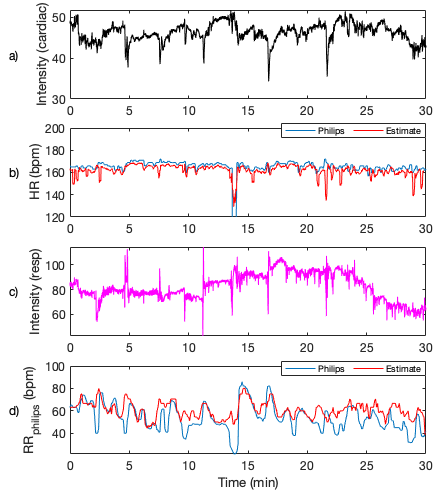 a)
Intensity (cardiac)
50
40
30
0 5 10 15 20 25 30
Philips Estimate
b)
HR (bpm)
200
180
160
140
120
0 5 10 15 20 25 30
c)
Intensity (resp)
100
80
60
0 5 10 15 20 25 30
Philips Estimate
d)
RRphilips (bpm)
100
80
60
40
0 5 10 15 20 25 30
Time (min)